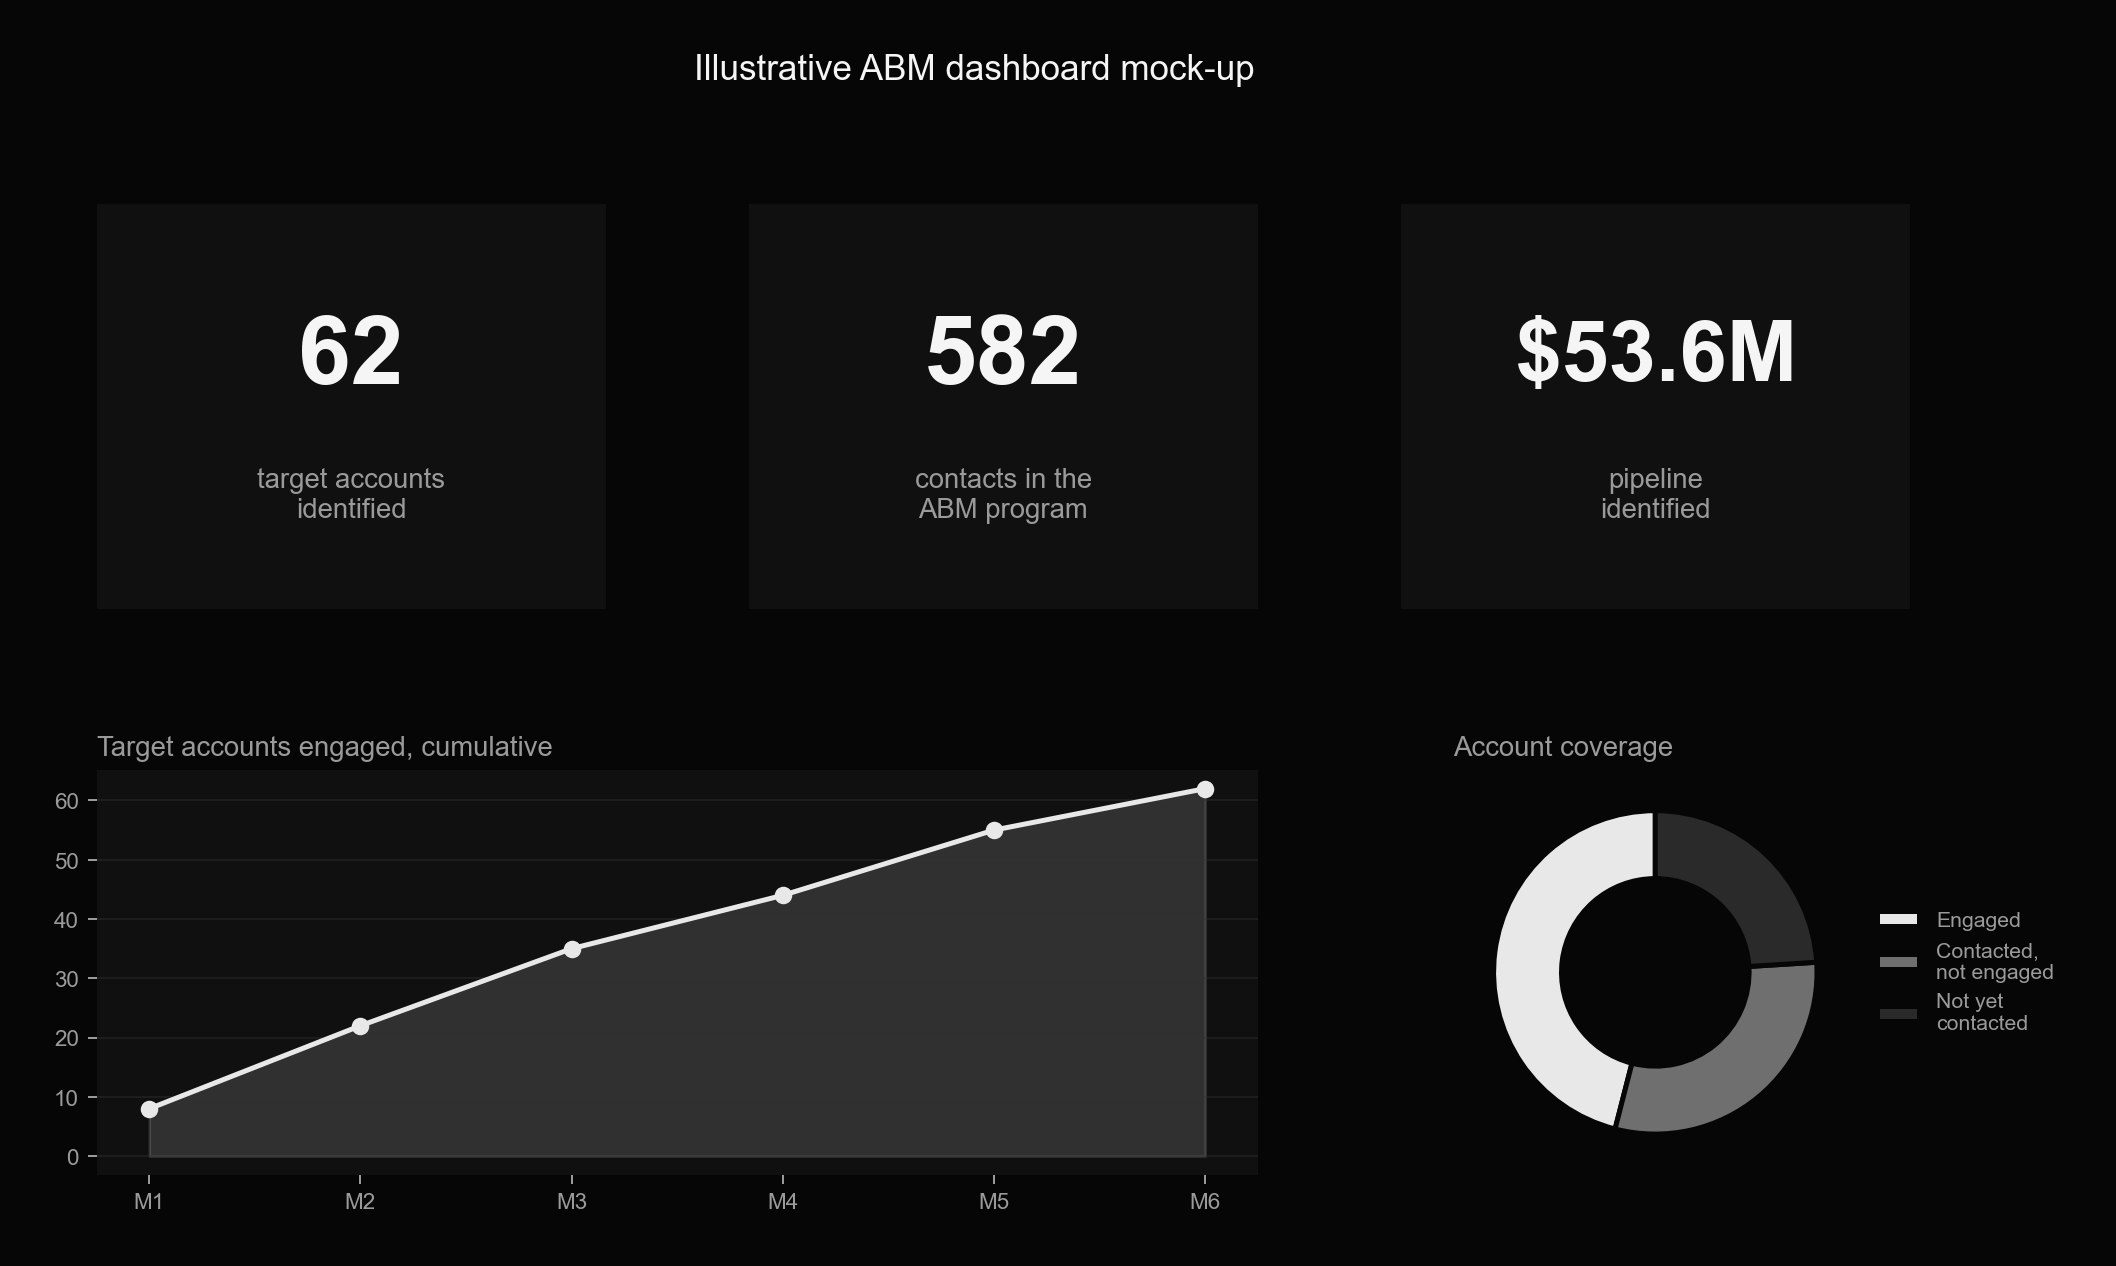 Illustrative ABM dashboard mock-up
62
target accounts
identified
582
contacts in the
ABM program
$53.6M
pipeline
identified
Target accounts engaged, cumulative
60
50
40
30
20
10
0
M1
M2
M3
M4
M5
M6
Account coverage
Engaged
Contacted,
not engaged
Not yet
contacted